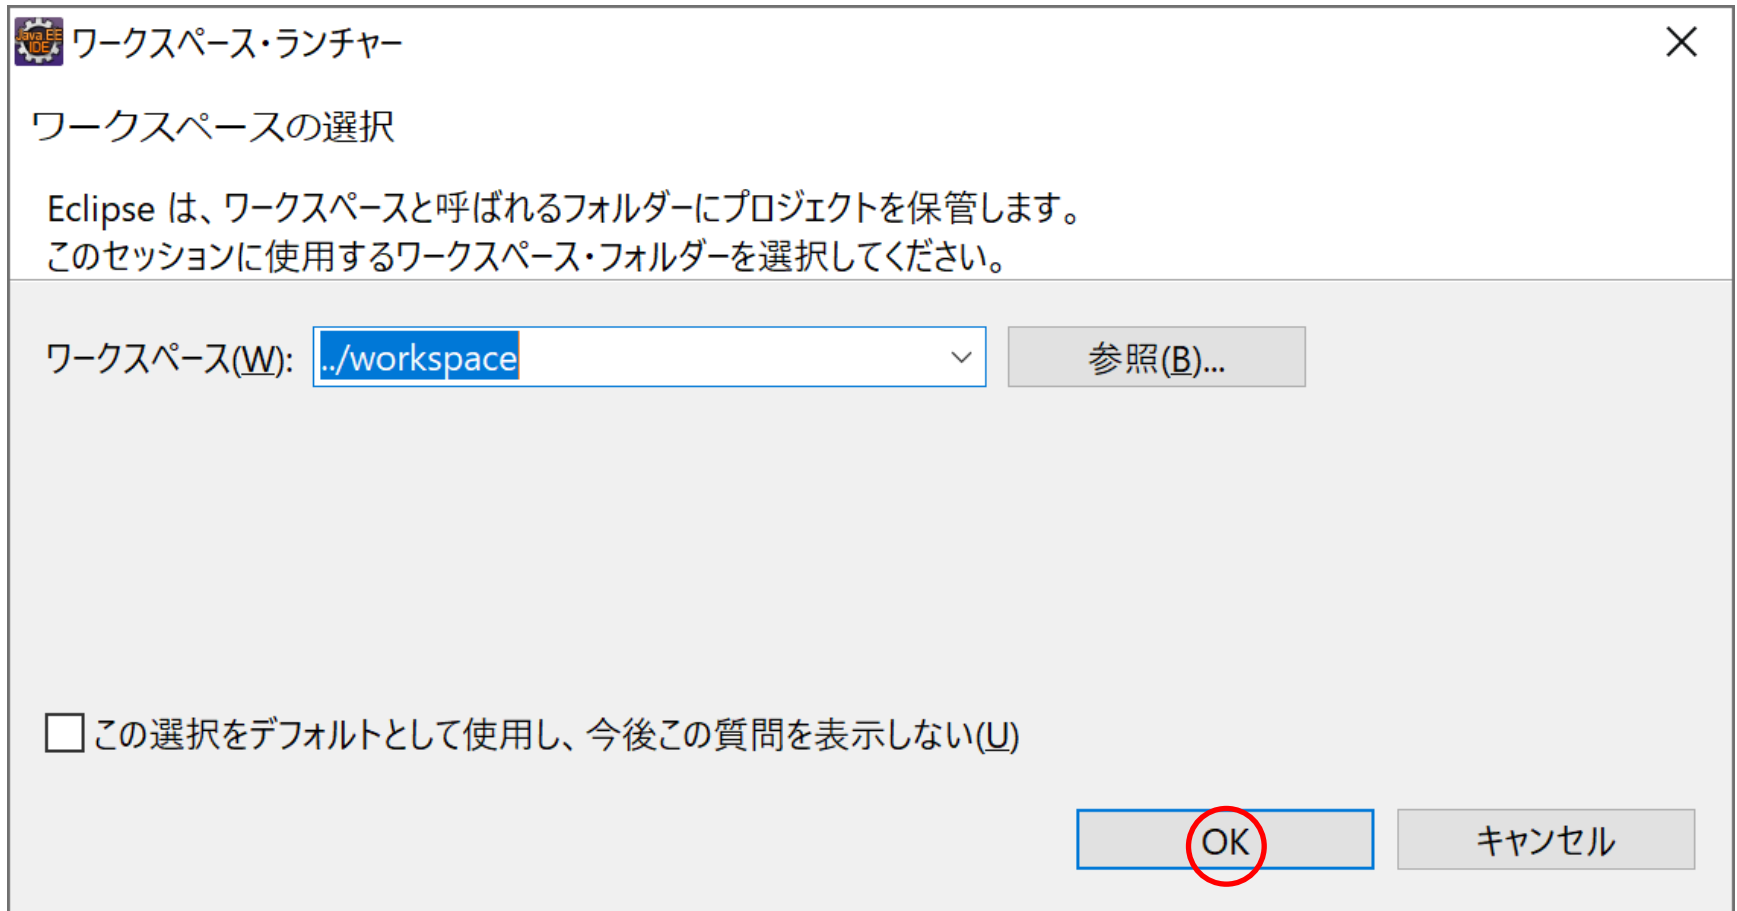 Java EE
IDE
ワークスペース・ランチャー
ワークスペースの選択
Eclipse は、ワークスペースと呼ばれるフォルダーにプロジェクトを保管します。
このセッションに使用するワークスペース・フォルダーを選択してください。
ワークスペース(W): ../workspace 参照(B)...
この選択をデフォルトとして使用し、今後この質問を表示しない(U)
OK キャンセル